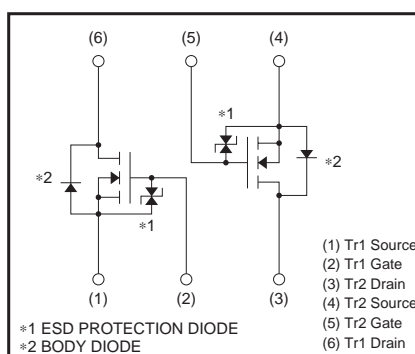 (6) (5) (4)
∗1
∗2
∗2
∗1
(1) (2) (3)
∗1 ESD PROTECTION DIODE
∗2 BODY DIODE
(1) Tr1 Source
(2) Tr1 Gate
(3) Tr2 Drain
(4) Tr2 Source
(5) Tr2 Gate
(6) Tr1 Drain